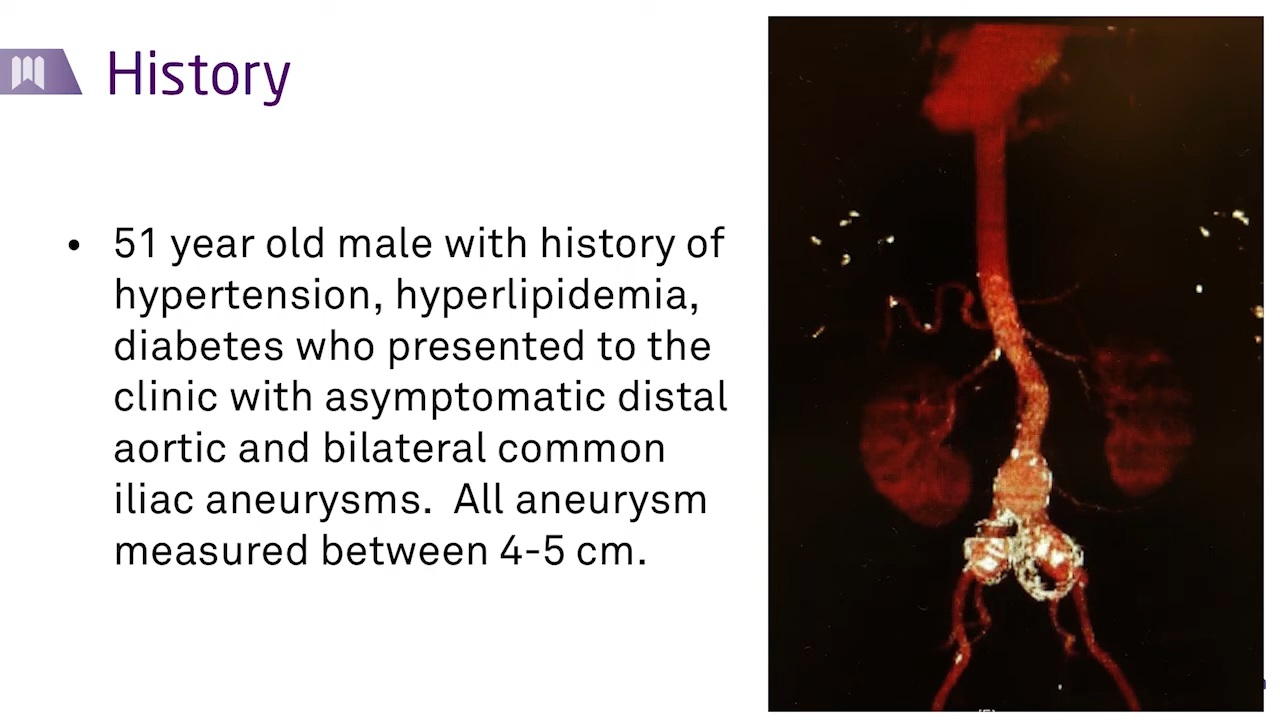 History
• 51 year old male with history of
hypertension, hyperlipidemia,
diabetes who presented to the
clinic with asymptomatic distal
aortic and bilateral common
iliac aneurysms.  All aneurysm
measured between 4-5 cm.